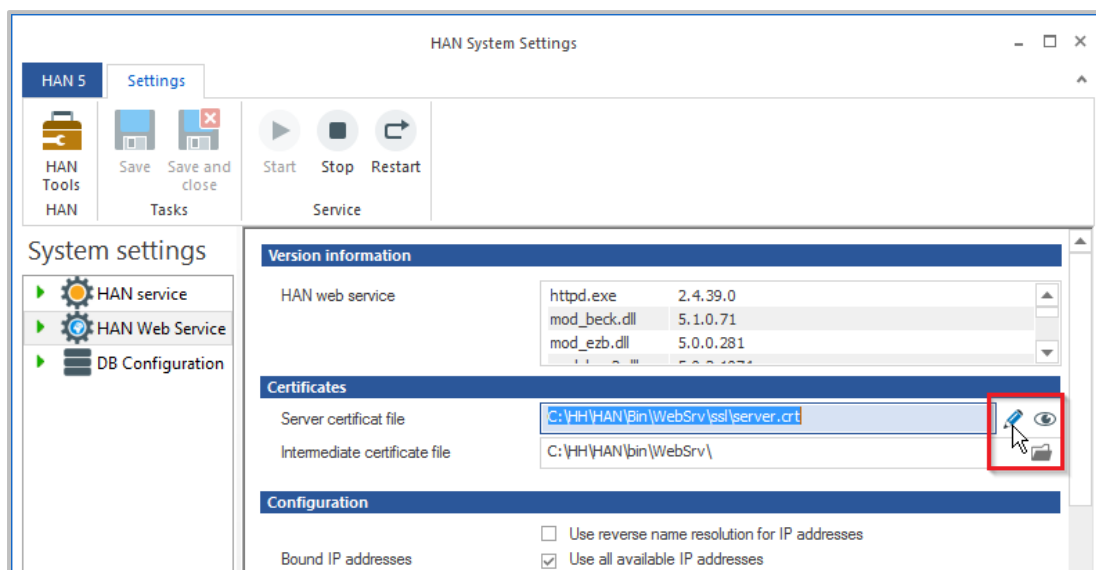 HAN System Settings
HAN 5 Settings
HAN Tools
Save
Save and close
Start
Stop
Restart
HAN
Tasks
Service
System settings
HAN service
HAN Web Service
DB Configuration
Version information
HAN web service
httpd.exe 2.4.39.0
mod_beck.dll 5.1.0.71
mod_ezb.dll 5.0.0.281
Certificates
Server certificat file C:\HH\HAN\Bin\WebSrv\ssl\server.crt
Intermediate certificate file C:\HH\HAN\bin\WebSrv\
Configuration
Use reverse name resolution for IP addresses
Bound IP addresses Use all available IP addresses